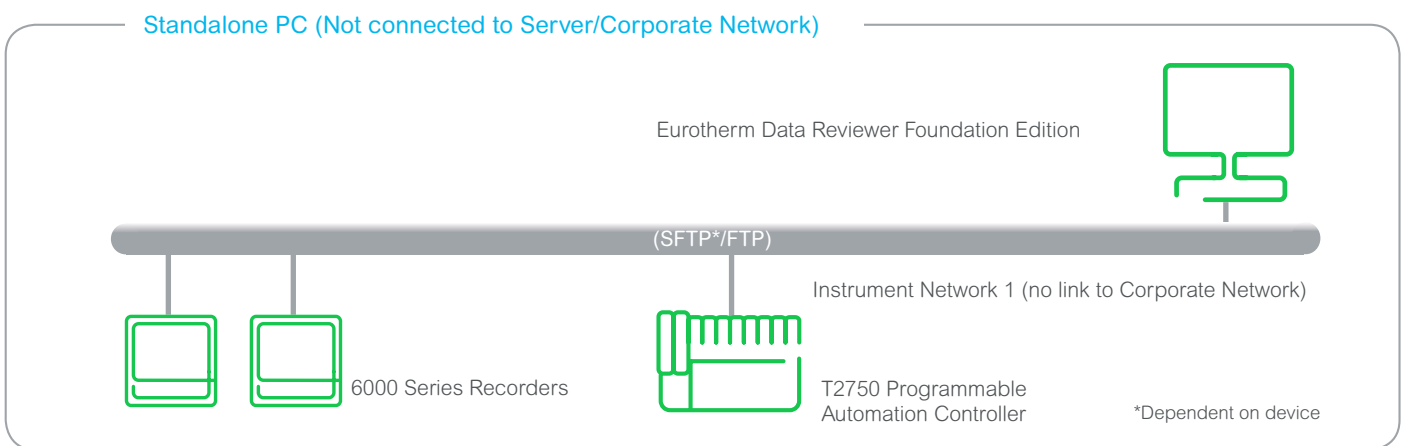 Standalone PC (Not connected to Server/Corporate Network)
Eurotherm Data Reviewer Foundation Edition
(SFTP*/FTP)
Instrument Network 1 (no link to Corporate Network)
6000 Series Recorders
T2750 Programmable
Automation Controller
*Dependent on device